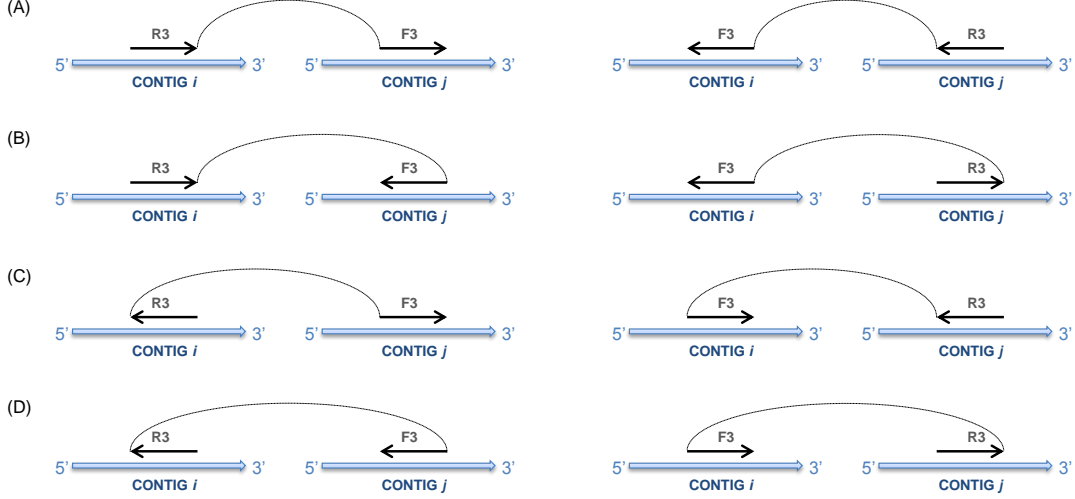 (A)
R3 F3 F3 R3
5’ 3’ 5’ 3’ 5’ 3’ 5’ 3’
CONTIG i CONTIG j CONTIG i CONTIG j
(B)
R3 F3 F3 R3
5’ 3’ 5’ 3’ 5’ 3’ 5’ 3’
CONTIG i CONTIG j CONTIG i CONTIG j
(C)
R3 F3 F3 R3
5’ 3’ 5’ 3’ 5’ 3’ 5’ 3’
CONTIG i CONTIG j CONTIG i CONTIG j
(D)
R3 F3 F3 R3
5’ 3’ 5’ 3’ 5’ 3’ 5’ 3’
CONTIG i CONTIG j CONTIG i CONTIG j